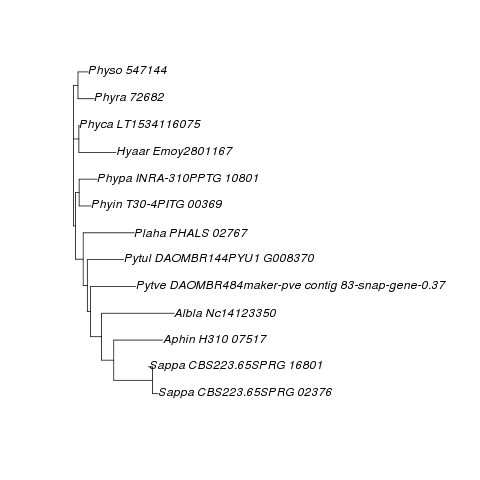 Physo 547144
Phyra 72682
Phyca LT1534116075
Hyaar Emoy2801167
Phypa INRA-310PPTG 10801
Phyin T30-4PITG 00369
Plaha PHALS 02767
Pytul DAOMBR144PYU1 G008370
Pytve DAOMBR484maker-pve contig 83-snap-gene-0.37
Albla Nc14123350
Aphin H310 07517
Sappa CBS223.65SPRG 16801
Sappa CBS223.65SPRG 02376